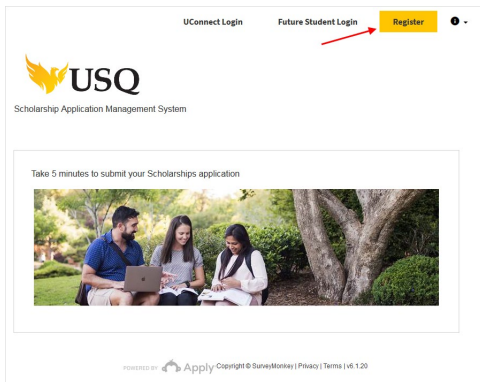 UConnect Login Future Student Login Register
USQ
Scholarship Application Management System
Take 5 minutes to submit your Scholarships application
POWERED BY Apply Copyright © SurveyMonkey | Privacy | Terms | v6.1.20